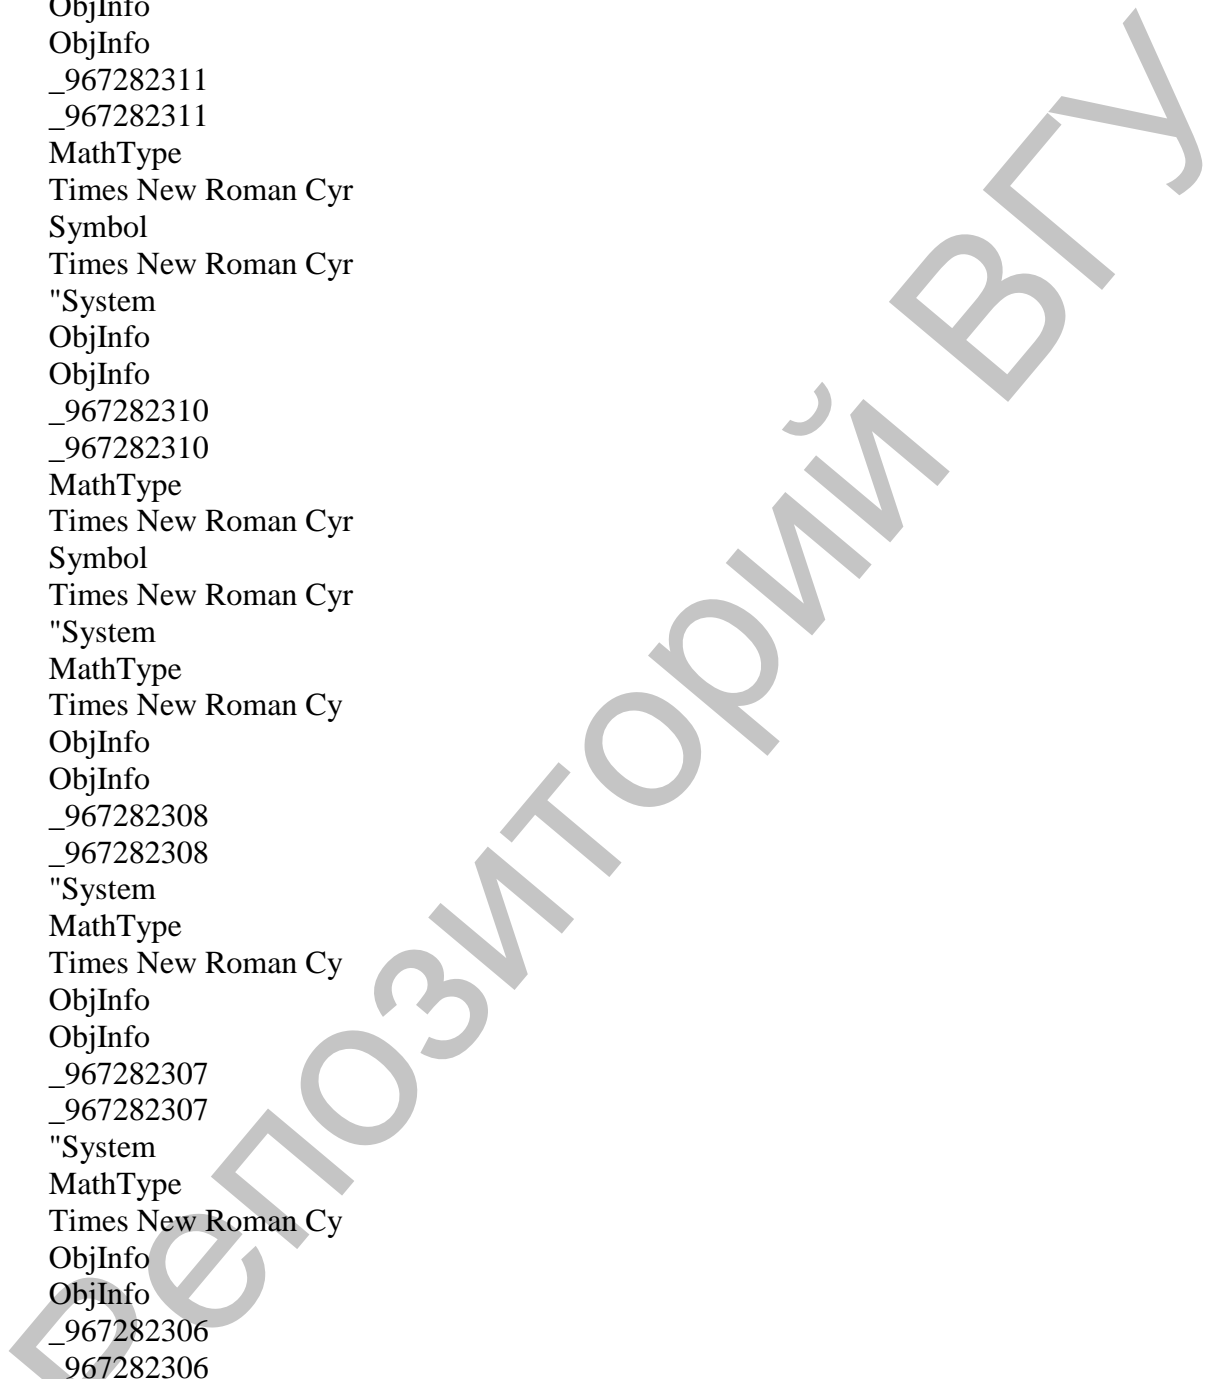 ObjInfo
ObjInfo
_967282311
_967282311
MathType
Times New Roman Cyr
Symbol
Times New Roman Cyr
"System
ObjInfo
ObjInfo
_967282310
_967282310
MathType
Times New Roman Cyr
Symbol
Times New Roman Cyr
"System
MathType
Times New Roman Cy
ObjInfo
ObjInfo
_967282308
_967282308
"System
MathType
Times New Roman Cy
ObjInfo
ObjInfo
_967282307
_967282307
"System
MathType
Times New Roman Cy
ObjInfo
ObjInfo
_967282306
_967282306
Репозиторий ВГУ